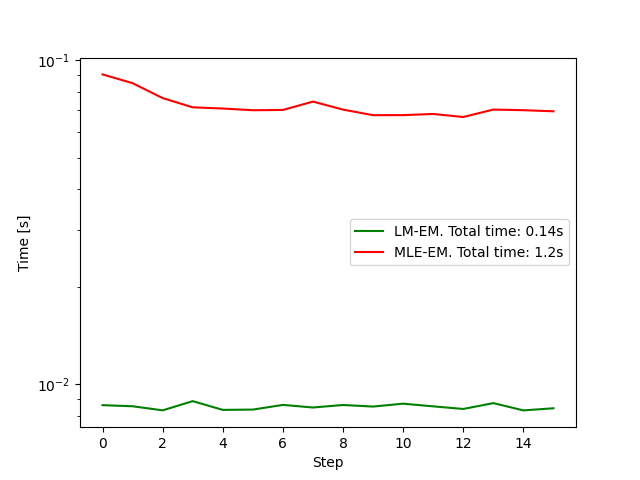 10⁻¹
10⁻²
Time [s]
LM-EM. Total time: 0.14s
MLE-EM. Total time: 1.2s
0 2 4 6 8 10 12 14
Step